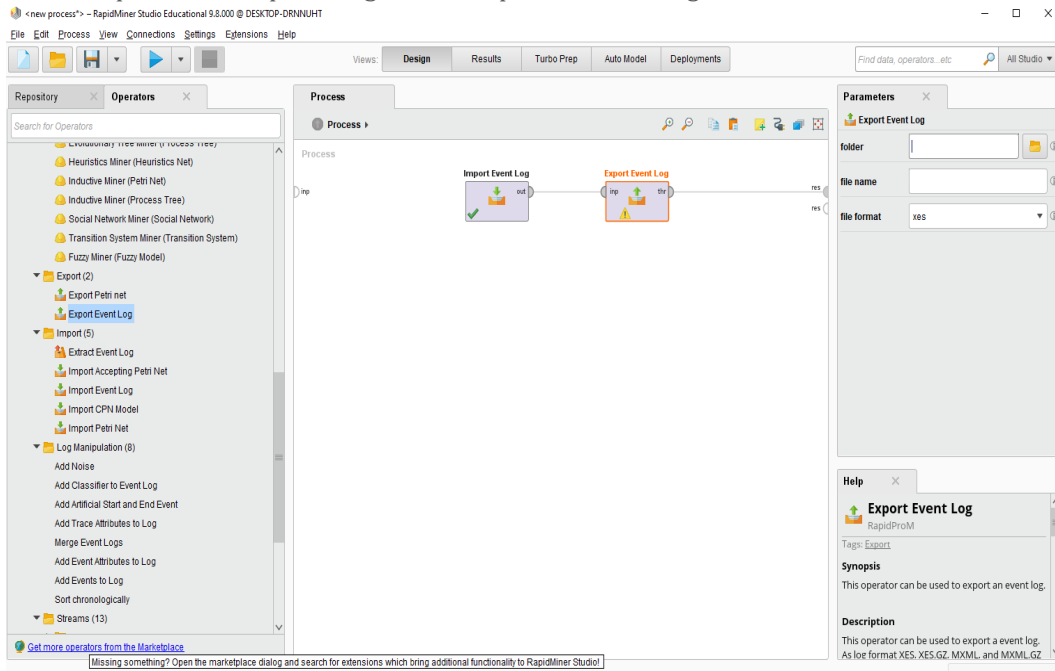 <new process*> – RapidMiner Studio Educational 9.8.000 @ DESKTOP-DRNNUHT
File Edit Process View Connections Settings Extensions Help
Views: Design Results Turbo Prep Auto Model Deployments
Find data, operators...etc
All Studio
Repository
Operators
Search for Operators
Heuristics Miner (Heuristics Net)
Inductive Miner (Petri Net)
Inductive Miner (Process Tree)
Social Network Miner (Social Network)
Transition System Miner (Transition System)
Fuzzy Miner (Fuzzy Model)
Export (2)
Export Petri net
Export Event Log
Import (5)
Extract Event Log
Import Accepting Petri Net
Import Event Log
Import CPN Model
Import Petri Net
Log Manipulation (8)
Add Noise
Add Classifier to Event Log
Add Artificial Start and End Event
Add Trace Attributes to Log
Merge Event Logs
Add Event Attributes to Log
Add Events to Log
Sort chronologically
Streams (13)
Get more operators from the Marketplace
Missing something? Open the marketplace dialog and search for extensions which bring additional functionality to RapidMiner Studio!
Process
Process
Process
inp
Import Event Log
out
Export Event Log
inp
thr
res
res
Parameters
Export Event Log
folder
file name
file format
xes
Help
Export Event Log
RapidProM
Tags: Export
Synopsis
This operator can be used to export an event log.
Description
This operator can be used to export a event log.
As log format XES, XES.GZ, MXML, and MXML.GZ